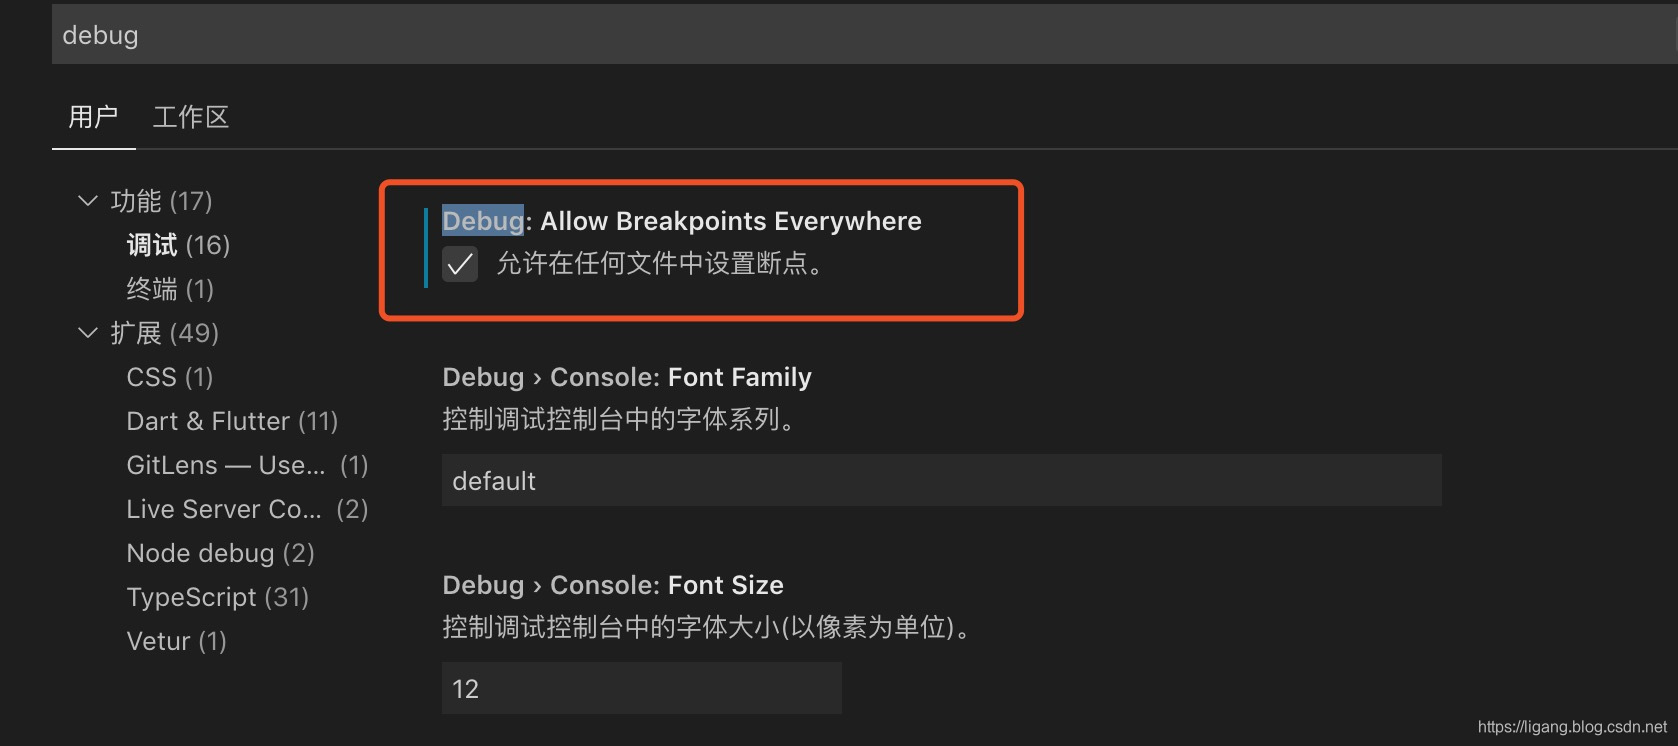 debug
用户 工作区
功能 (17)
调试 (16)
终端 (1)
扩展 (49)
CSS (1)
Dart & Flutter (11)
GitLens — Use... (1)
Live Server Co... (2)
Node debug (2)
TypeScript (31)
Vetur (1)
Debug: Allow Breakpoints Everywhere
允许在任何文件中设置断点。
Debug › Console: Font Family
控制调试控制台中的字体系列。
default
Debug › Console: Font Size
控制调试控制台中的字体大小(以像素为单位)。
12
https://ligang.blog.csdn.net